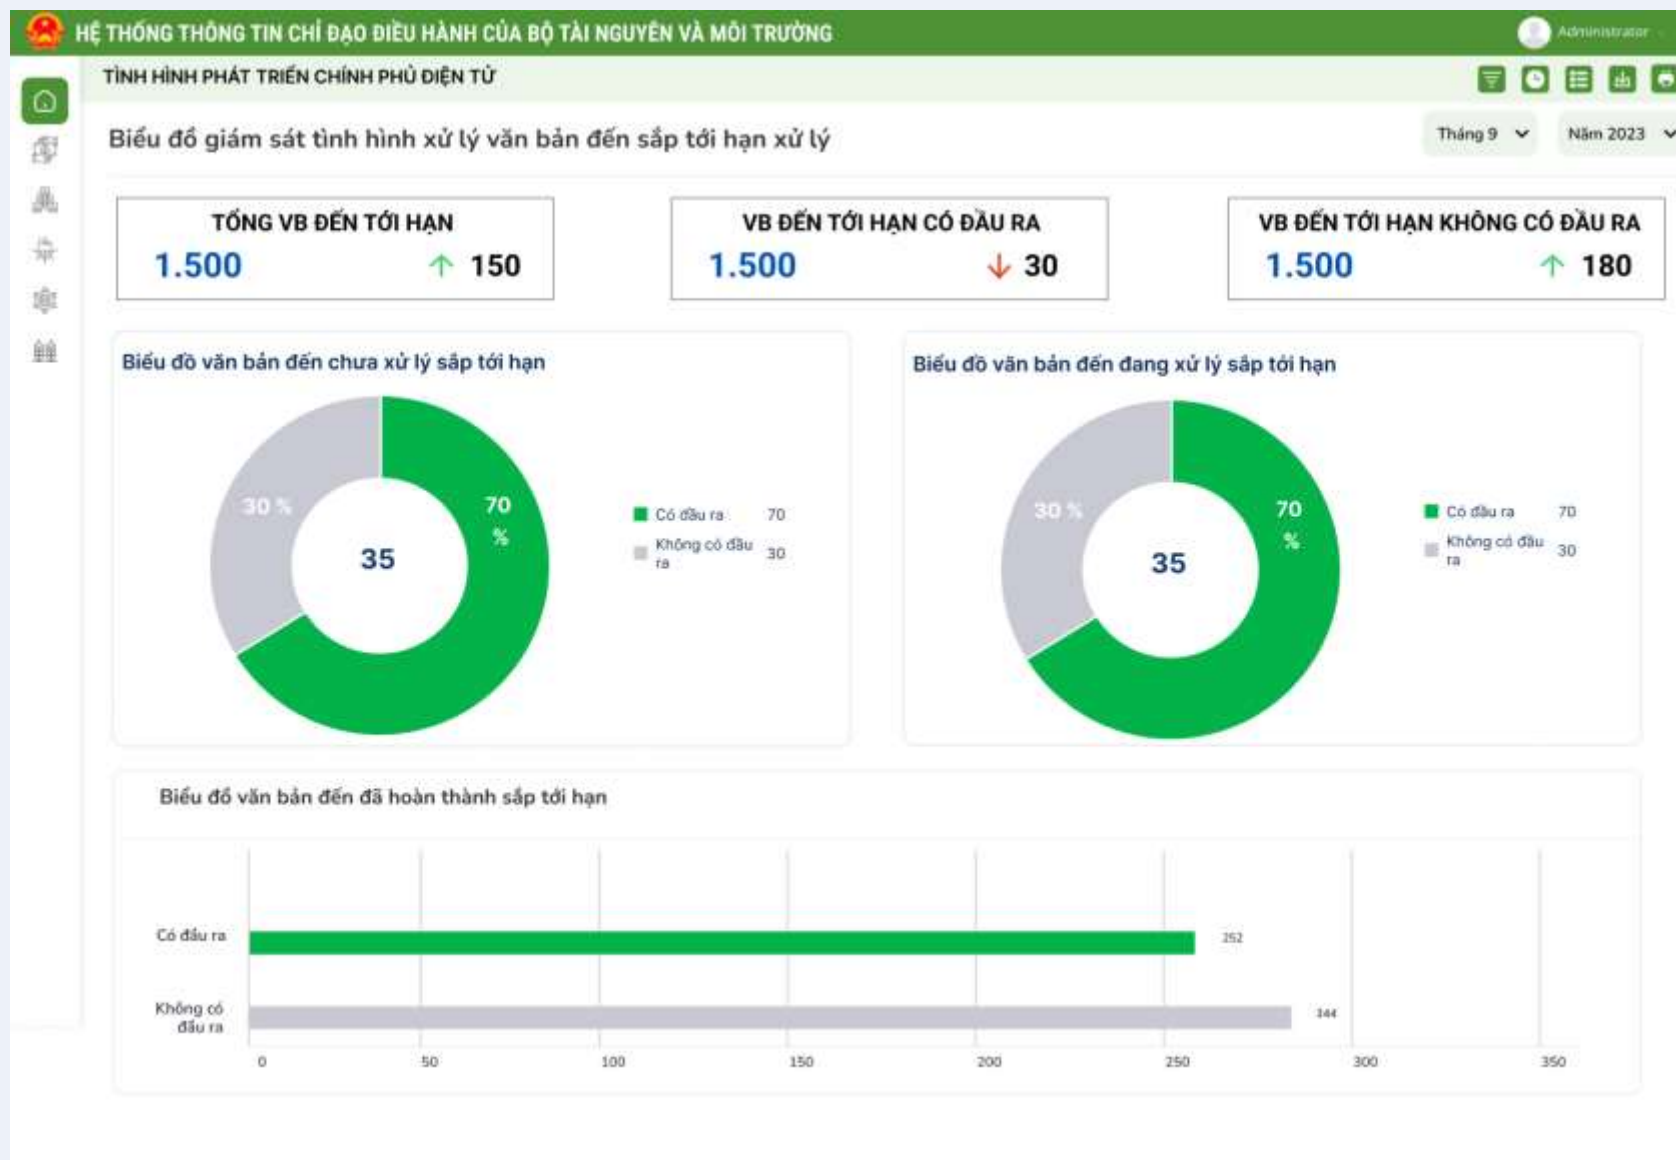 HỆ THỐNG THÔNG TIN CHỈ ĐẠO ĐIỀU HÀNH CỦA BỘ TÀI NGUYÊN VÀ MÔI TRƯỜNG
Administrator
TÌNH HÌNH PHÁT TRIỂN CHÍNH PHỦ ĐIỆN TỬ
Biểu đồ giám sát tình hình xử lý văn bản đến sắp tới hạn xử lý
Tháng 9
Năm 2023
TỔNG VB ĐẾN TỚI HẠN
1.500
150
VB ĐẾN TỚI HẠN CÓ ĐẦU RA
1.500
30
VB ĐẾN TỚI HẠN KHÔNG CÓ ĐẦU RA
1.500
180
Biểu đồ văn bản đến chưa xử lý sắp tới hạn
30 %
70
%
35
Có đầu ra 70
Không có đầu
ra
30
Biểu đồ văn bản đến đang xử lý sắp tới hạn
30 %
70
%
35
Có đầu ra 70
Không có đầu
ra
30
Biểu đồ văn bản đến đã hoàn thành sắp tới hạn
Có đầu ra
252
Không có
đầu ra
344
0 50 100 150 200 250 300 350